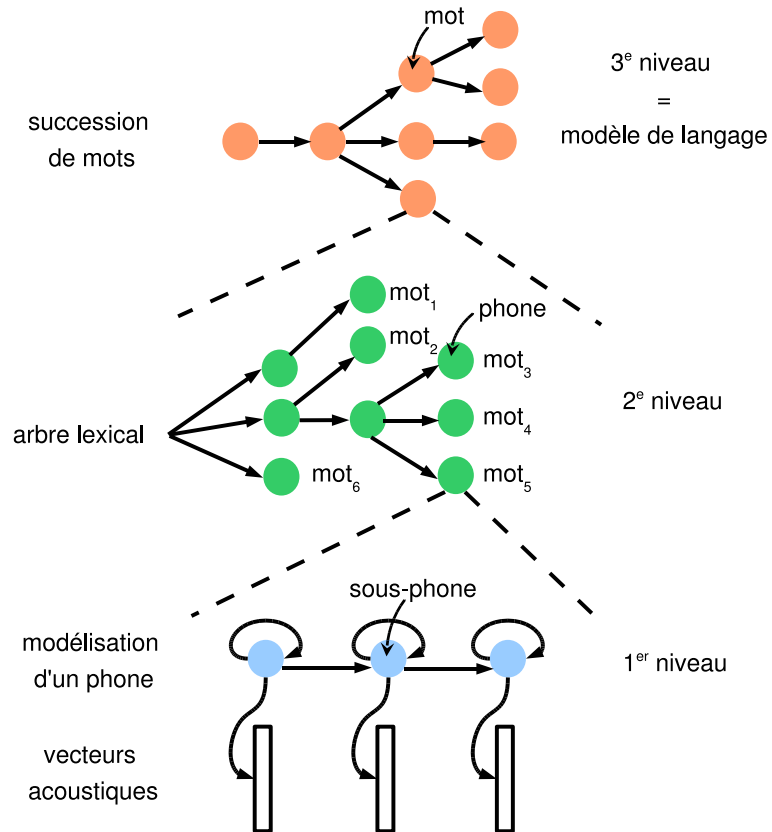 mot
3e niveau
=
modèle de langage
succession
de mots
mot1
phone
mot2
mot3
2e niveau
arbre lexical
mot4
mot6
mot5
sous-phone
modélisation
d'un phone
1er niveau
vecteurs
acoustiques